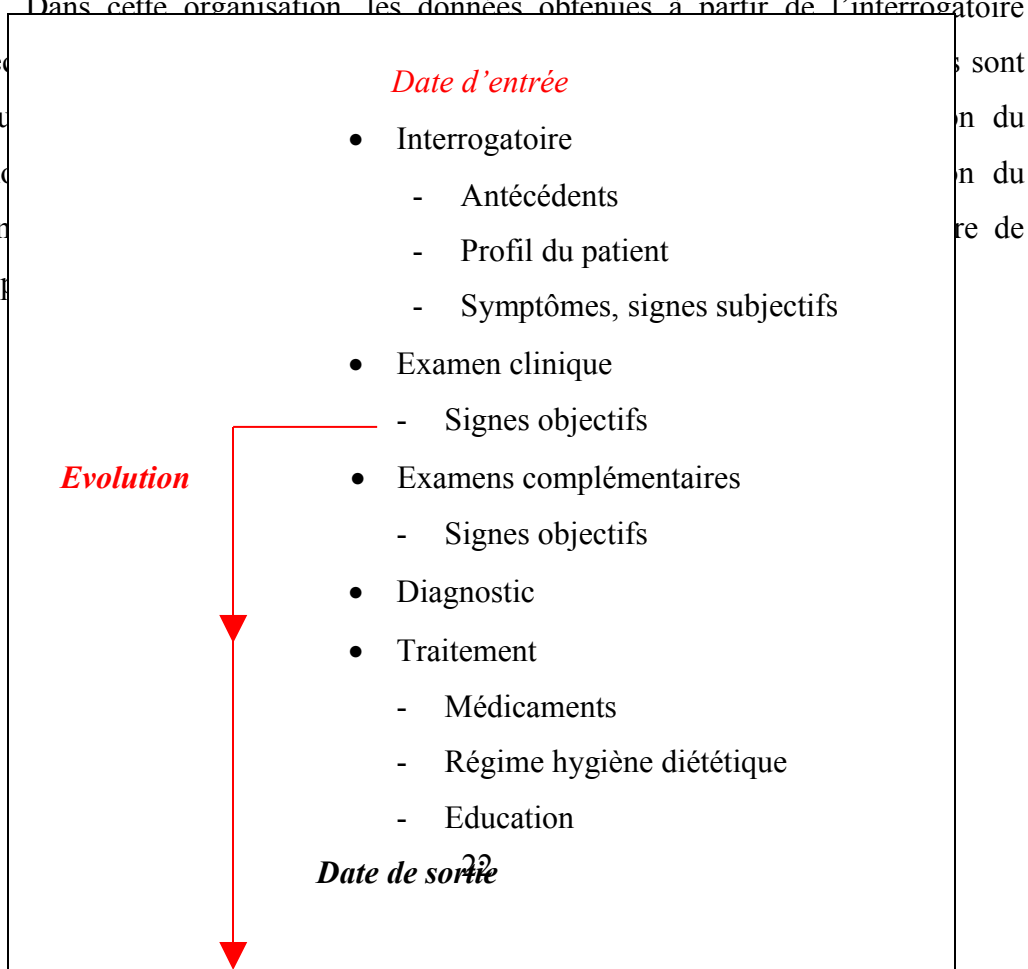 Dans cette organisation, les données obtenues à partir de l’interrogatoire
s sont
n du
n du
re de
Date d’entrée
• Interrogatoire
- Antécédents
- Profil du patient
- Symptômes, signes subjectifs
• Examen clinique
- Signes objectifs
Evolution
• Examens complémentaires
- Signes objectifs
• Diagnostic
• Traitement
- Médicaments
- Régime hygiène diététique
- Education
22
Date de sortie